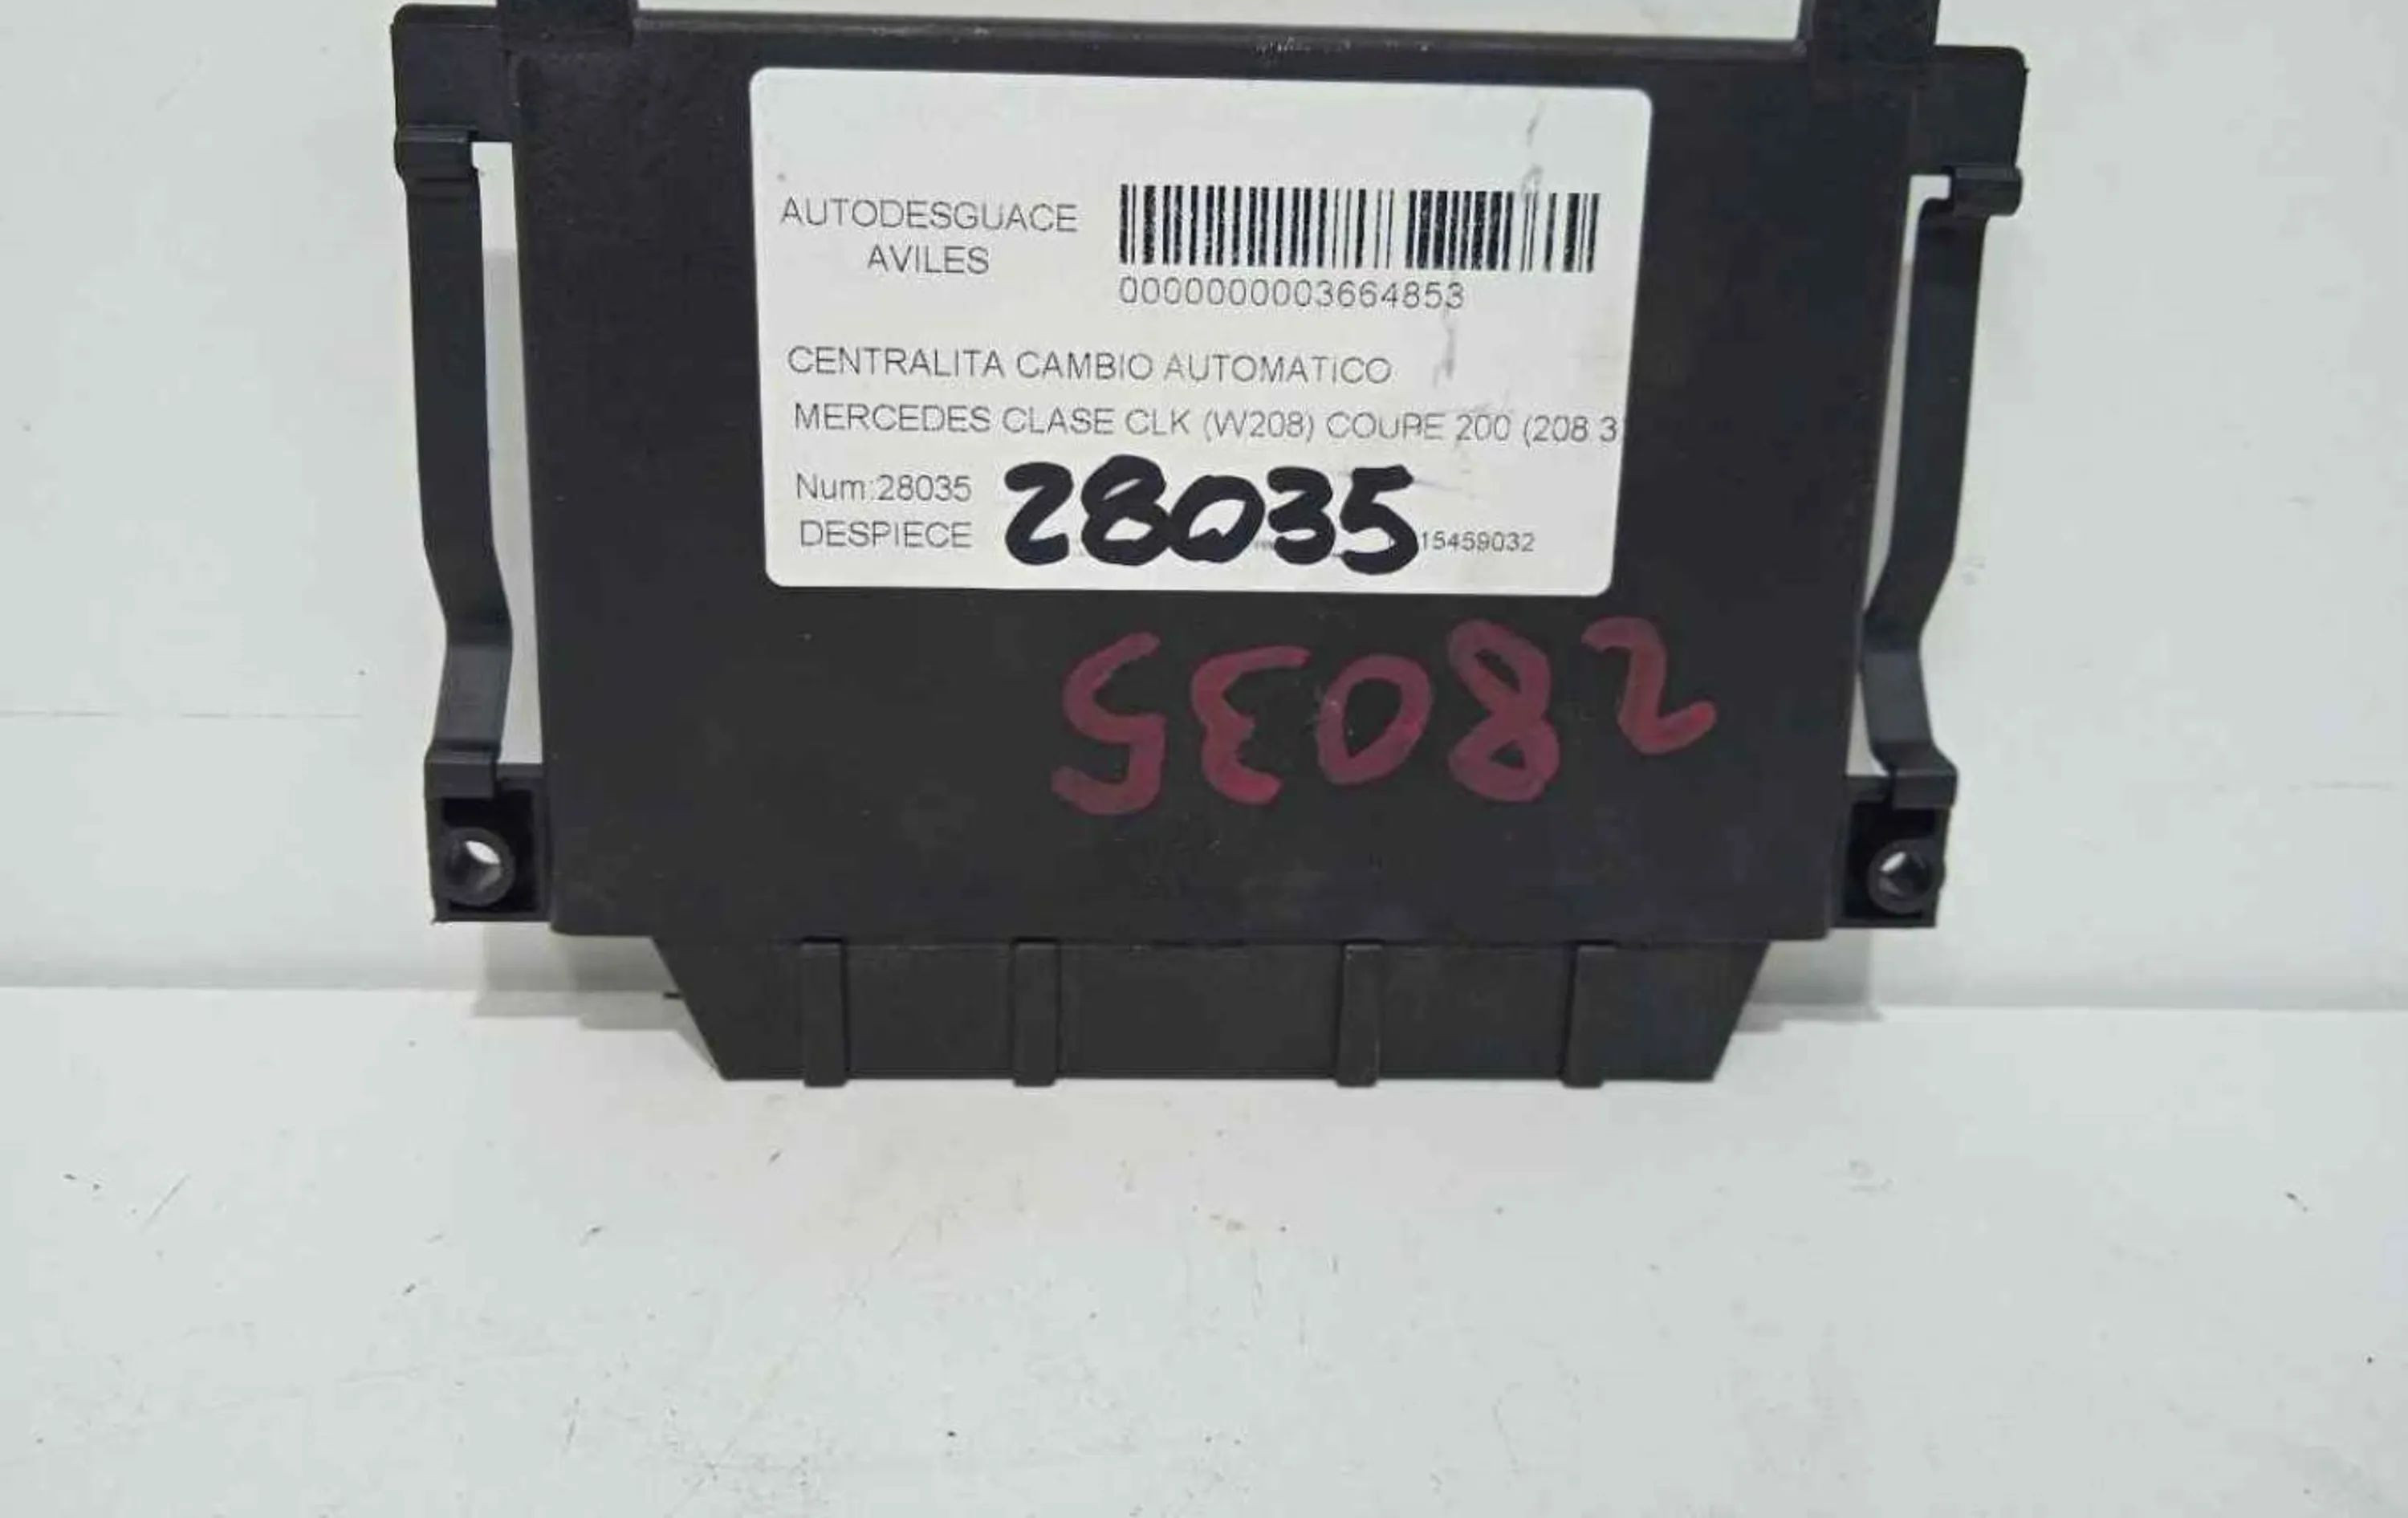 AUTODESGUACE
AVILES
0000000003664853
CENTRALITA CAMBIO AUTOMATICO
MERCEDES CLASE CLK (W208) COUPE 200 (208 3
Num:28035
28035
DESPIECE
15459032
28035